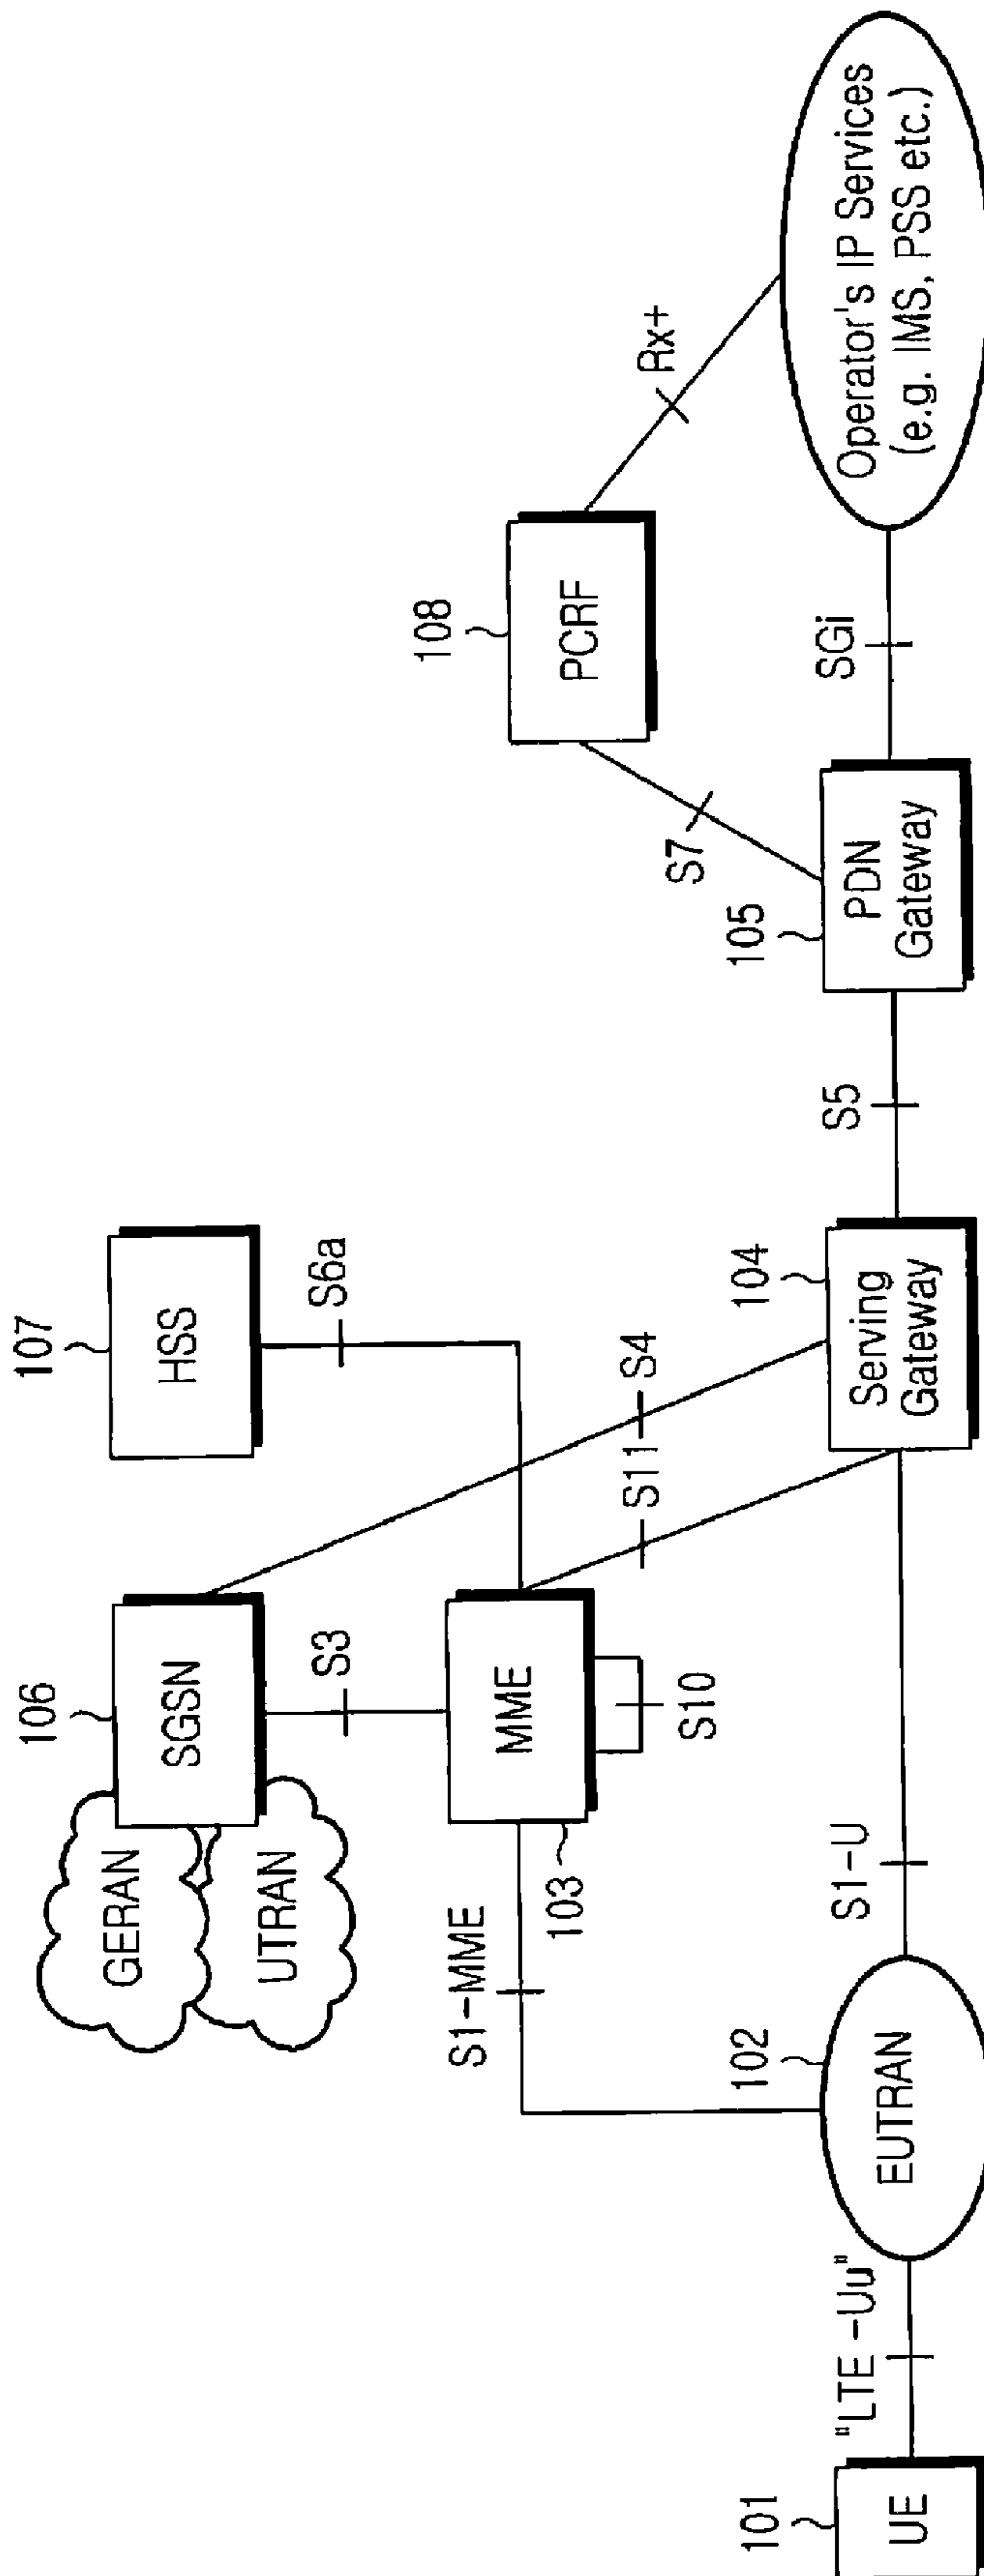 107
HSS
S6a
106
SGSN
GERAN
UTRAN
S3
108
PCRF
Rx+
S1-MME
MME
103
S10
S11
S4
S7
101
UE
"LTE -Uu"
102
EUTRAN
S1-U
104
Serving
Gateway
S5
105
PDN
Gateway
SGi
Operator's IP Services
(e.g. IMS, PSS etc.)